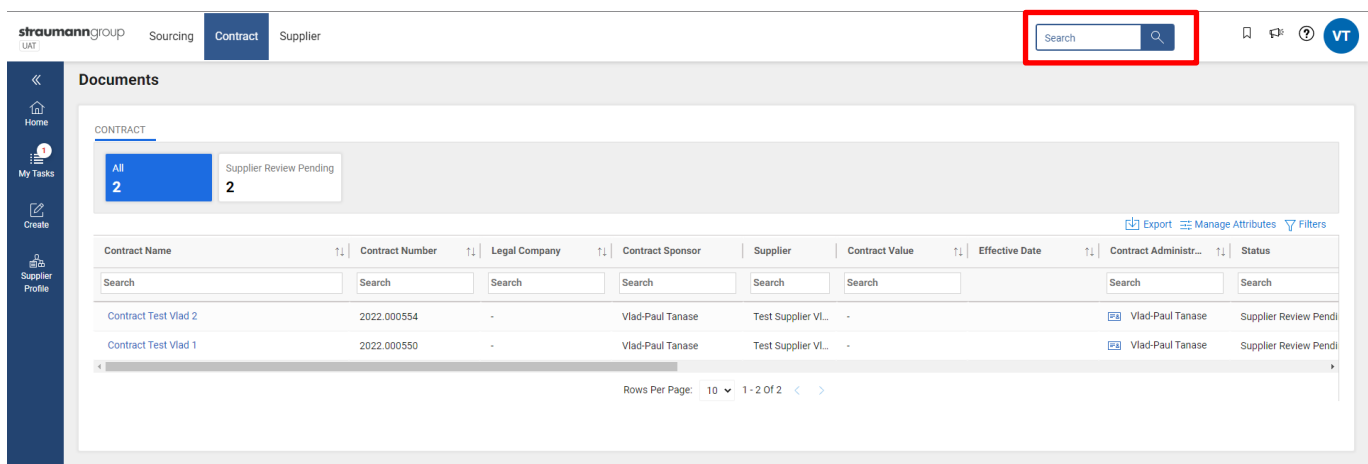 straumanngroup Sourcing Contract Supplier Search VT
UAT
Documents
Home
1
My Tasks
Create
Supplier
Profile
CONTRACT
All Supplier Review Pending
2 2
Export Manage Attributes Filters
Contract Name Contract Number Legal Company Contract Sponsor Supplier Contract Value Effective Date Contract Administr... Status
Search Search Search Search Search Search Search Search
Contract Test Vlad 2 2022.000554 - Vlad-Paul Tanase Test Supplier Vl... - Vlad-Paul Tanase Supplier Review Pendi
Contract Test Vlad 1 2022.000550 - Vlad-Paul Tanase Test Supplier Vl... - Vlad-Paul Tanase Supplier Review Pendi
Rows Per Page: 10 1 - 2 Of 2